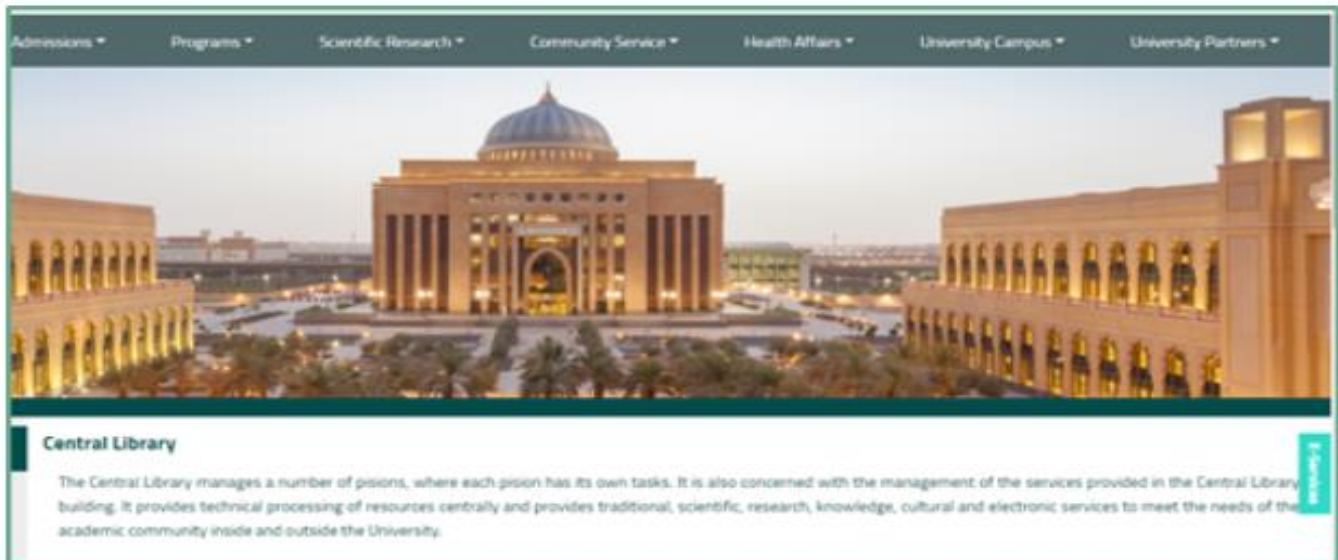 Admissions
Programs
Scientific Research
Community Service
Health Affairs
University Campus
University Partners
Central Library
E-Services
The Central Library manages a number of pisions, where each pision has its own tasks. It is also concerned with the management of the services provided in the Central Library
building. It provides technical processing of resources centrally and provides traditional, scientific, research, knowledge, cultural and electronic services to meet the needs of the
academic community inside and outside the University.